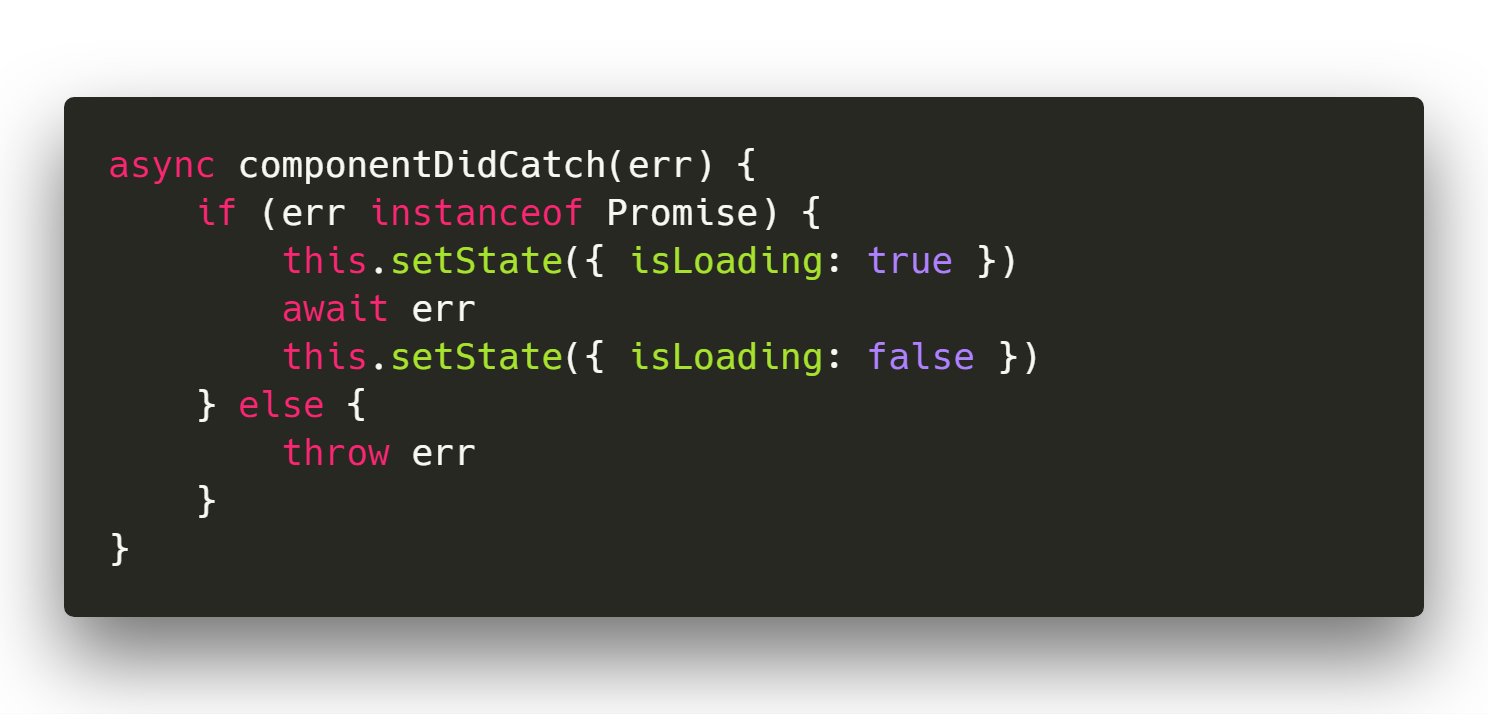 async componentDidCatch(err) {
    if (err instanceof Promise) {
        this.setState({ isLoading: true })
        await err
        this.setState({ isLoading: false })
    } else {
        throw err
    }
}